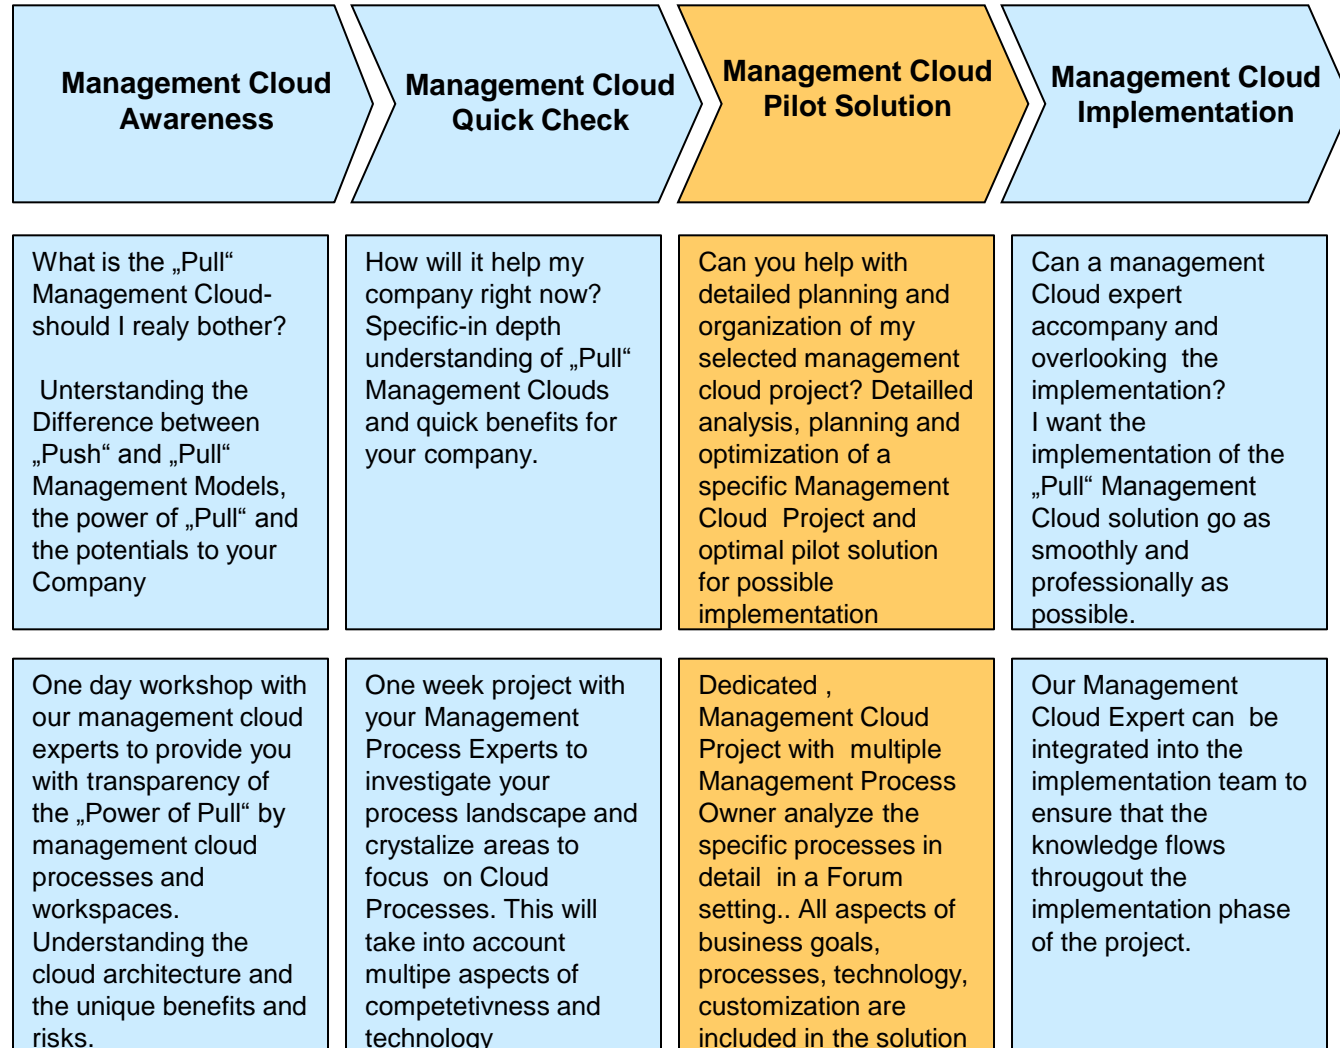 Management Cloud
Awareness
Management Cloud
Quick Check
Management Cloud
Pilot Solution
Management Cloud
Implementation
What is the „Pull“
Management Cloud-
should I realy bother?
Unterstanding the
Difference between
„Push“ and „Pull“
Management Models,
the power of „Pull“ and
the potentials to your
Company
How will it help my
company right now?
Specific-in depth
understanding of „Pull“
Management Clouds
and quick benefits for
your company.
Can you help with
detailed planning and
organization of my
selected management
cloud project? Detailled
analysis, planning and
optimization of a
specific Management
Cloud  Project and
optimal pilot solution
for possible
implementation
Can a management
Cloud expert
accompany and
overlooking  the
implementation?
I want the
implementation of the
„Pull“ Management
Cloud solution go as
smoothly and
professionally as
possible.
One day workshop with
our management cloud
experts to provide you
with transparency of
the „Power of Pull“ by
management cloud
processes and
workspaces.
Understanding the
cloud architecture and
the unique benefits and
risks.
One week project with
your Management
Process Experts to
investigate your
process landscape and
crystalize areas to
focus  on Cloud
Processes. This will
take into account
multipe aspects of
competetivness and
technology
Dedicated ,
Management Cloud
Project with  multiple
Management Process
Owner analyze the
specific processes in
detail  in a Forum
setting.. All aspects of
business goals,
processes, technology,
customization are
included in the solution
Our Management
Cloud Expert can  be
integrated into the
implementation team to
ensure that the
knowledge flows
througout the
implementation phase
of the project.